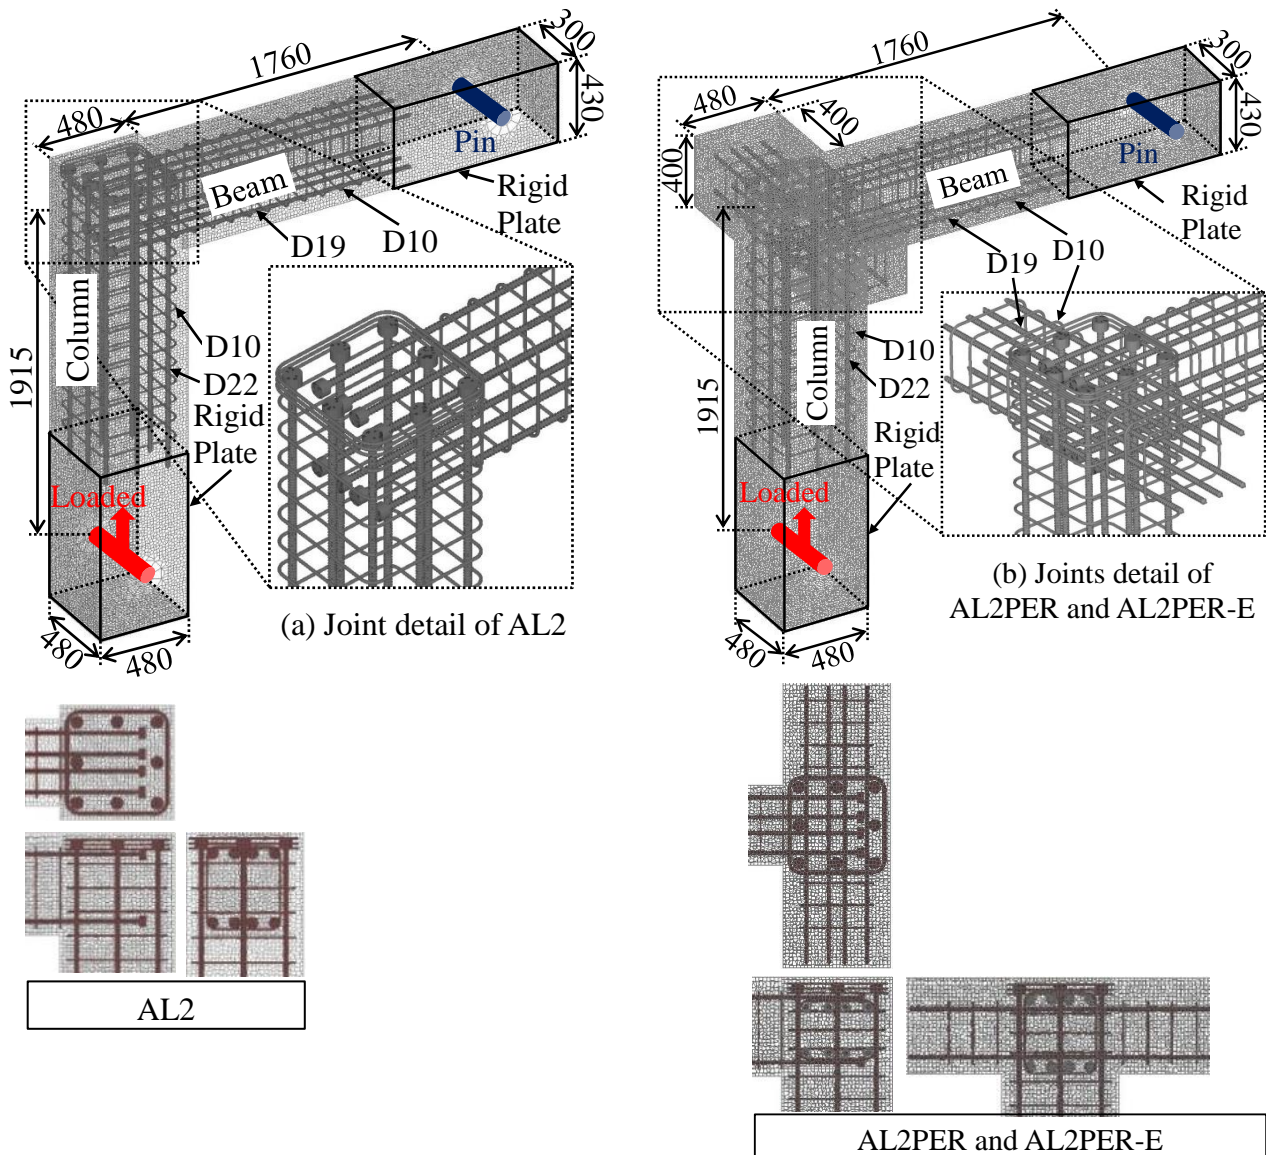 300
1760
430
480
Pin
Beam
Rigid
Plate
D19
D10
1915
Column
D10
D22
Rigid
Plate
Loaded
480
480
(a) Joint detail of AL2
1760
300
480
400
430
400
Pin
Beam
Rigid
Plate
D19
D10
1915
Column
D10
D22
Rigid
Plate
Loaded
480
480
(b) Joints detail of
AL2PER and AL2PER-E
AL2
AL2PER and AL2PER-E